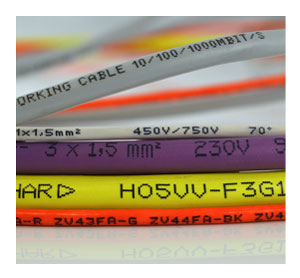 ORKING CABLE 10/100/1000MBIT/S
1x1,5mm² 450V/750V 70°
3 x 1,5 mm² 230V
HARD▷ H05VV-F3G1
A-R ZV43FA-G ZV44FA-BK ZV4